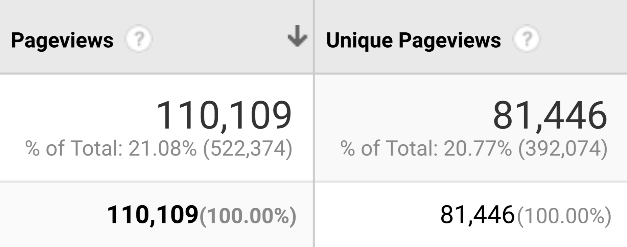 Pageviews ? Unique Pageviews ?
110,109 81,446
% of Total: 21.08% (522,374) % of Total: 20.77% (392,074)
110,109(100.00%) 81,446(100.00%)